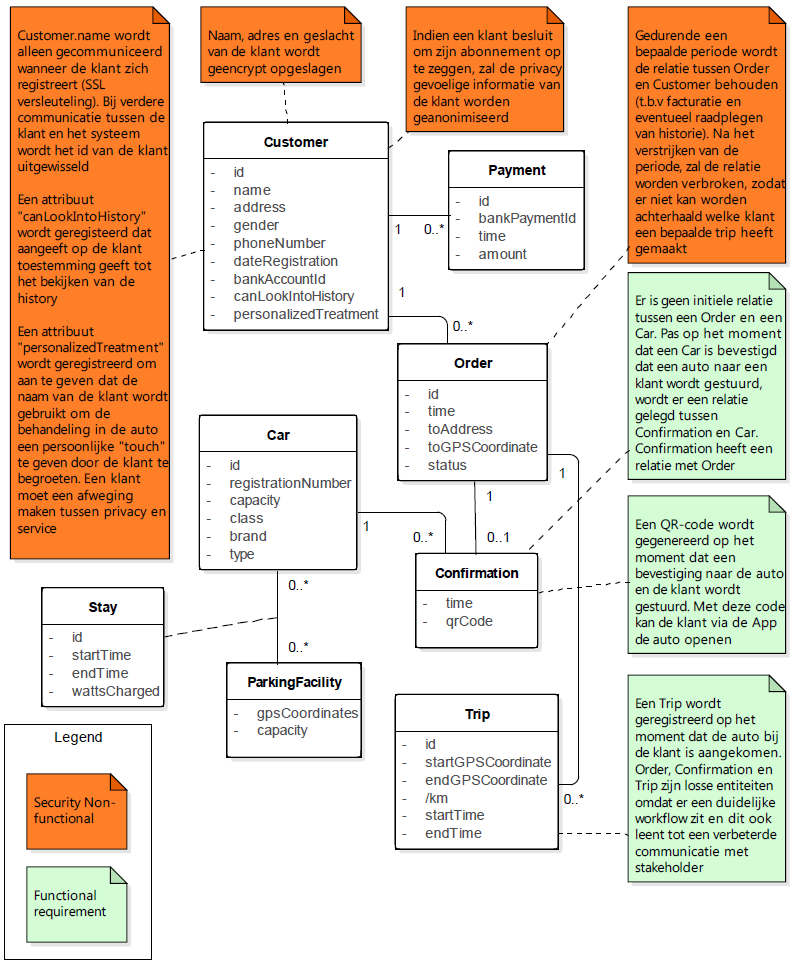 Customer.name wordt
alleen gecommuniceerd
wanneer de klant zich
registreert (SSL
versleuteling). Bij verdere
communicatie tussen de
klant en het systeem
wordt het id van de klant
uitgewisseld
Een attribuut
"canLookIntoHistory"
wordt geregisteerd dat
aangeeft op de klant
toestemming geeft tot
het bekijken van de
history
Een attribuut
"personalizedTreatment"
wordt geregistreerd om
aan te geven dat de
naam van de klant wordt
gebruikt om de
behandeling in de auto
een persoonlijke "touch"
te geven door de klant te
begroeten. Een klant
moet een afweging
maken tussen privacy en
service
Naam, adres en geslacht
van de klant wordt
geencrypt opgeslagen
Indien een klant besluit
om zijn abonnement op
te zeggen, zal de privacy
gevoelige informatie van
de klant worden
geanonimiseerd
Gedurende een
bepaalde periode wordt
de relatie tussen Order
en Customer behouden
(t.b.v facturatie en
eventueel raadplegen
van historie). Na het
verstrijken van de
periode, zal de relatie
worden verbroken, zodat
er niet kan worden
achterhaald welke klant
een bepaalde trip heeft
gemaakt
Customer
- id
- name
- address
- gender
- phoneNumber
- dateRegistration
- bankAccountId
- canLookIntoHistory
- personalizedTreatment
Payment
- id
- bankPaymentId
- time
- amount
1
0..*
1
0..*
Order
- id
- time
- toAddress
- toGPSCoordinate
- status
Er is geen initiele relatie
tussen een Order en een
Car. Pas op het moment
dat een Car is bevestigd
dat een auto naar een
klant wordt gestuurd,
wordt er een relatie
gelegd tussen
Confirmation en Car.
Confirmation heeft een
relatie met Order
Car
- id
- registrationNumber
- capacity
- class
- brand
- type
1
0..*
1
0..1
1
Confirmation
- time
- qrCode
Een QR-code wordt
gegenereerd op het
moment dat een
bevestiging naar de auto
en de klant wordt
gestuurd. Met deze code
kan de klant via de App
de auto openen
Stay
- id
- startTime
- endTime
- wattsCharged
0..*
0..*
ParkingFacility
- gpsCoordinates
- capacity
Trip
- id
- startGPSCoordinate
- endGPSCoordinate
- /km
- startTime
- endTime
0..*
Een Trip wordt
geregistreerd op het
moment dat de auto bij
de klant is aangekomen.
Order, Confirmation en
Trip zijn losse entiteiten
omdat er een duidelijke
workflow zit en dit ook
leent tot een verbeterde
communicatie met
stakeholder
Legend
Security Non-
functional
Functional
requirement